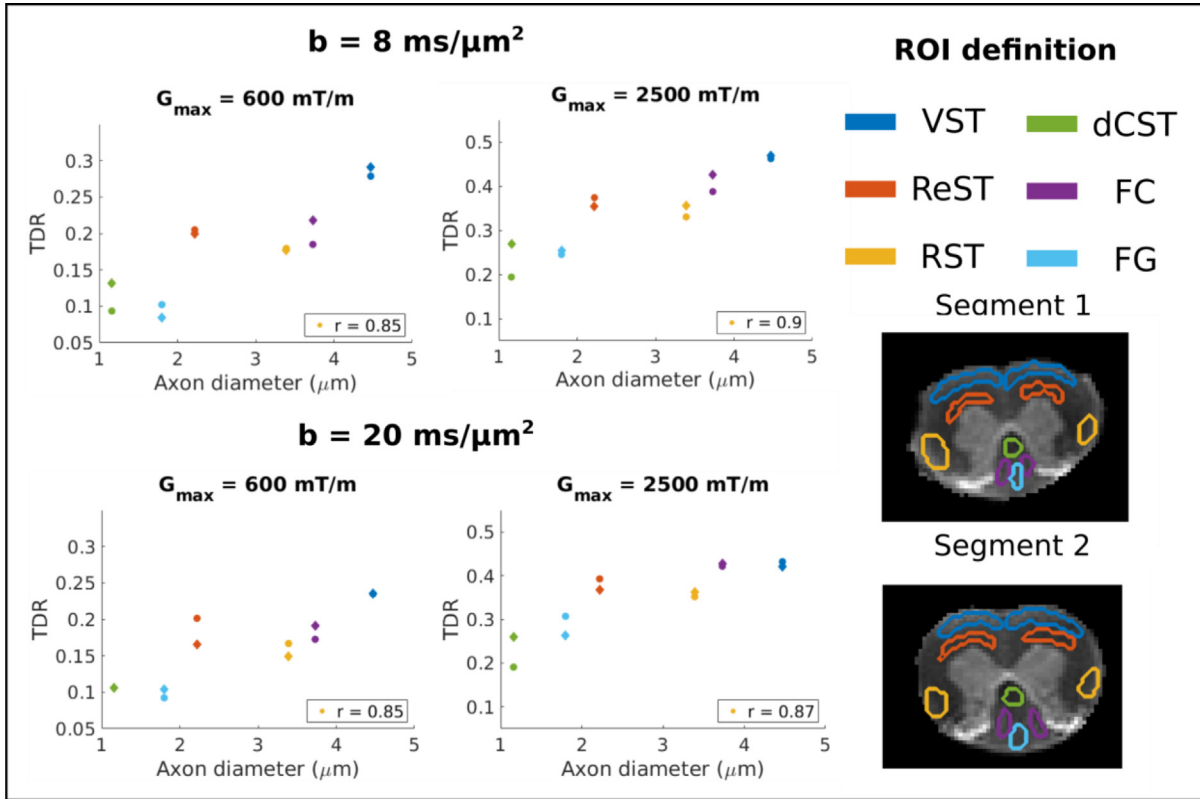 b = 8 ms/μm²
G_max = 600 mT/m
TDR
0.3
0.25
0.2
0.15
0.1
0.05
1 2 3 4 5
Axon diameter (μm)
r = 0.85
G_max = 2500 mT/m
TDR
0.5
0.4
0.3
0.2
0.1
1 2 3 4 5
Axon diameter (μm)
r = 0.9
b = 20 ms/μm²
G_max = 600 mT/m
TDR
0.3
0.25
0.2
0.15
0.1
0.05
1 2 3 4 5
Axon diameter (μm)
r = 0.85
G_max = 2500 mT/m
TDR
0.5
0.4
0.3
0.2
0.1
1 2 3 4 5
Axon diameter (μm)
r = 0.87
ROI definition
VST dCST
ReST FC
RST FG
Segment 1
Segment 2